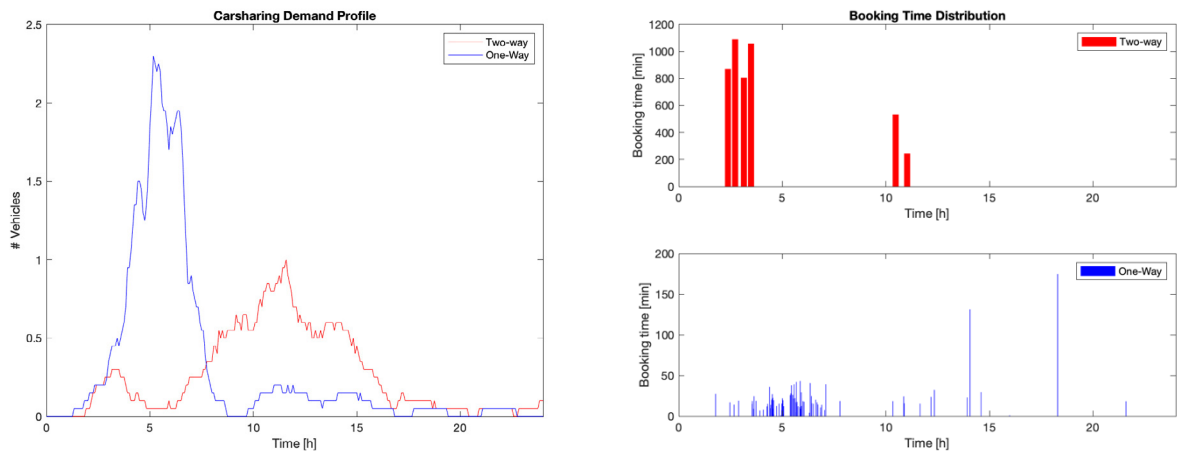 Carsharing Demand Profile
2.5
2
1.5
1
0.5
0
# Vehicles
Two-way
One-Way
0 5 10 15 20
Time [h]
Booking Time Distribution
1200
1000
800
600
400
200
0
Booking time [min]
Two-way
0 5 10 15 20
Time [h]
200
150
100
50
0
Booking time [min]
One-Way
0 5 10 15 20
Time [h]